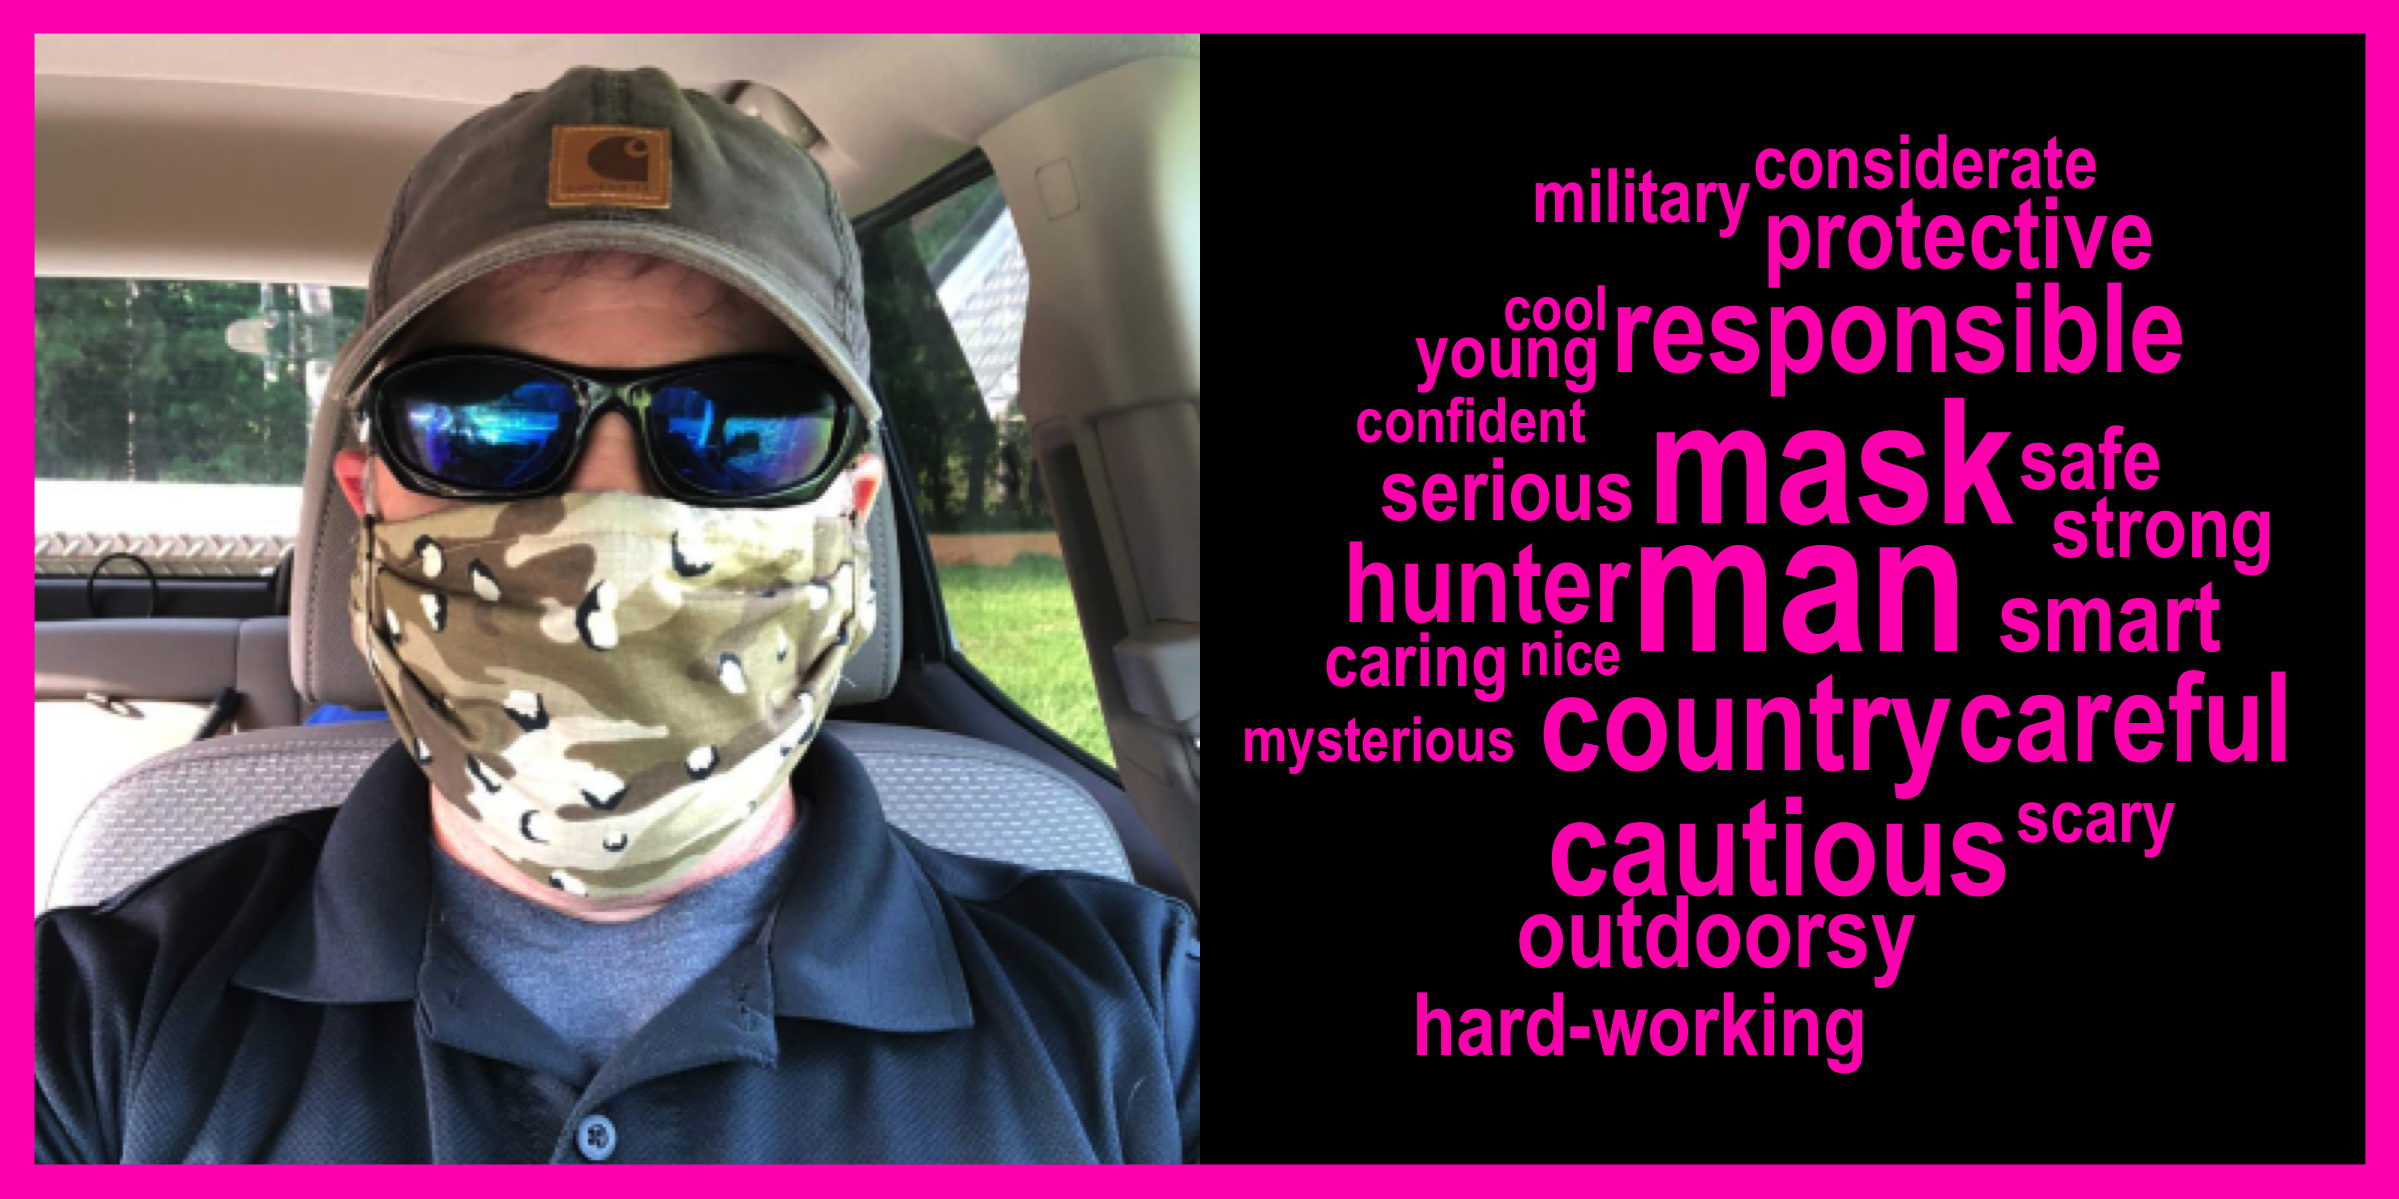 considerate
military
protective
cool
responsible
young
confident
mask
safe
serious
strong
hunter
man
smart
caring
nice
country
careful
mysterious
cautious
scary
outdoorsy
hard-working